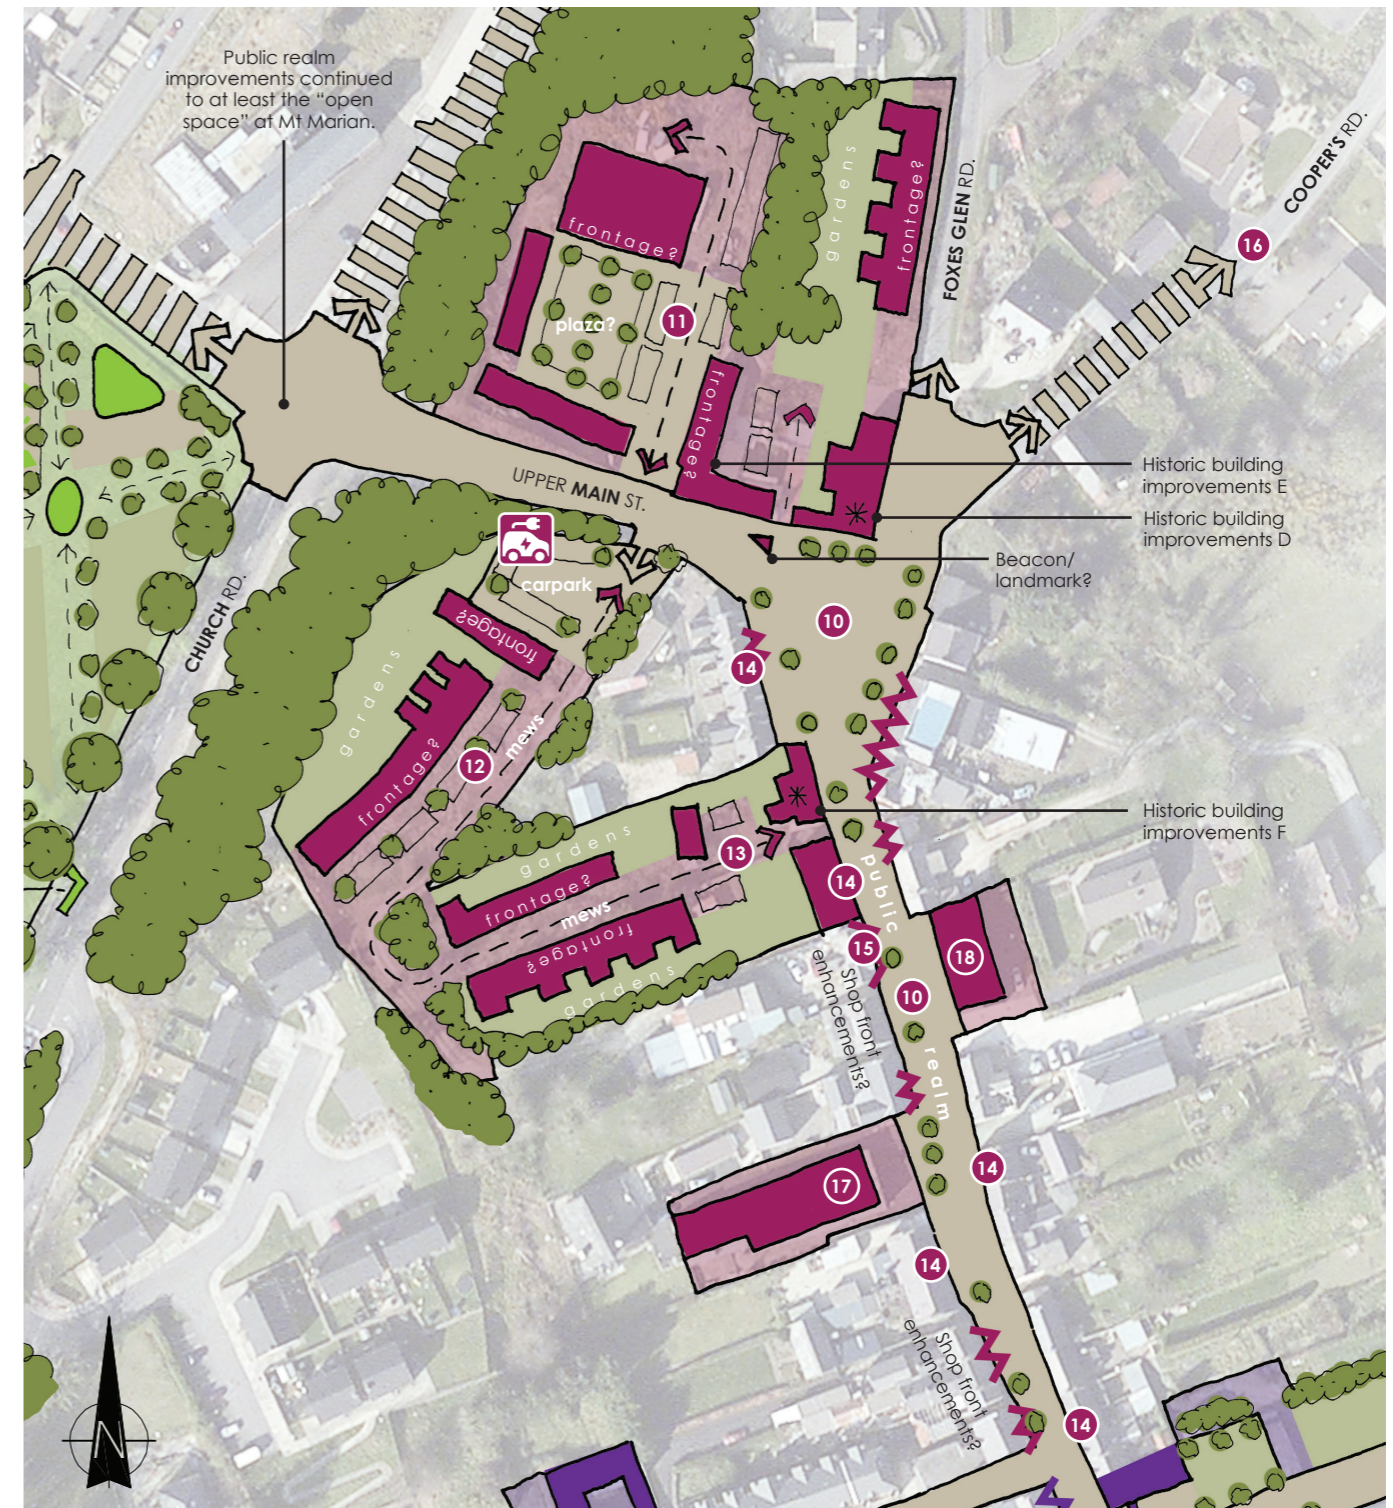 Public realm
improvements continued
to at least the “open
space” at Mt Marian.
gardens
frontage?
FOXES GLEN RD.
COOPER'S RD.
16
frontage?
plaza?
11
frontage?
UPPER MAIN ST.
Historic building
improvements E
Historic building
improvements D
Beacon/
landmark?
carpark
frontage?
CHURCH RD.
10
14
gardens
frontage?
12
mews
Historic building
improvements F
gardens
13
frontage?
mews
frontage?
gardens
14
public
15
18
Shop front
enhancements?
10
realm
17
14
14
Shop front
enhancements?
14
N